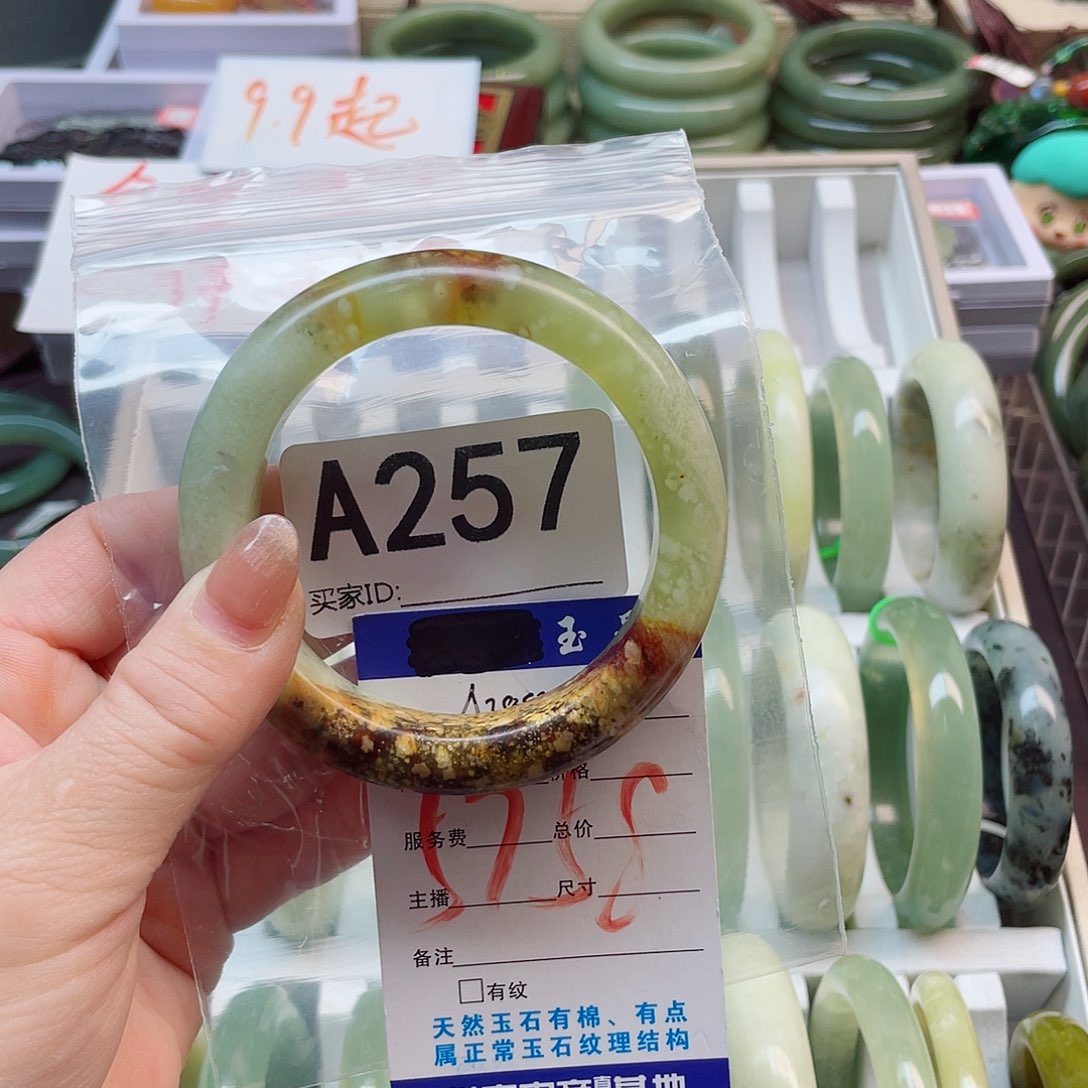 9.9起
A257
买家ID:
玉
价格
服务费 总价
主播 尺寸
备注
□有纹
天然玉石有棉、有点
属正常玉石纹理结构